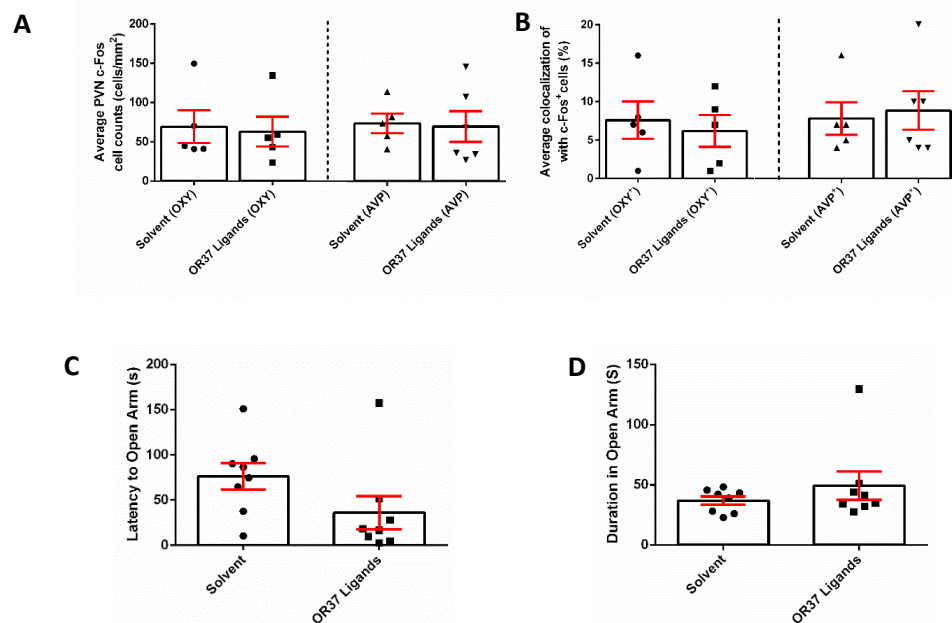 A
Average PVN c-Fos
cell counts (cells/mm²)
200
150
100
50
0
Solvent (OXY)
OR37 Ligands (OXY)
Solvent (AVP)
OR37 Ligands (AVP)
B
Average colocalization of
with c-Fos⁺ cells (%)
20
15
10
5
0
Solvent (OXY⁺)
OR37 Ligands (OXY⁺)
Solvent (AVP⁺)
OR37 Ligands (AVP⁺)
C
Latency to Open Arm (s)
200
150
100
50
0
Solvent
OR37 Ligands
D
Duration in Open Arm (S)
150
100
50
0
Solvent
OR37 Ligands